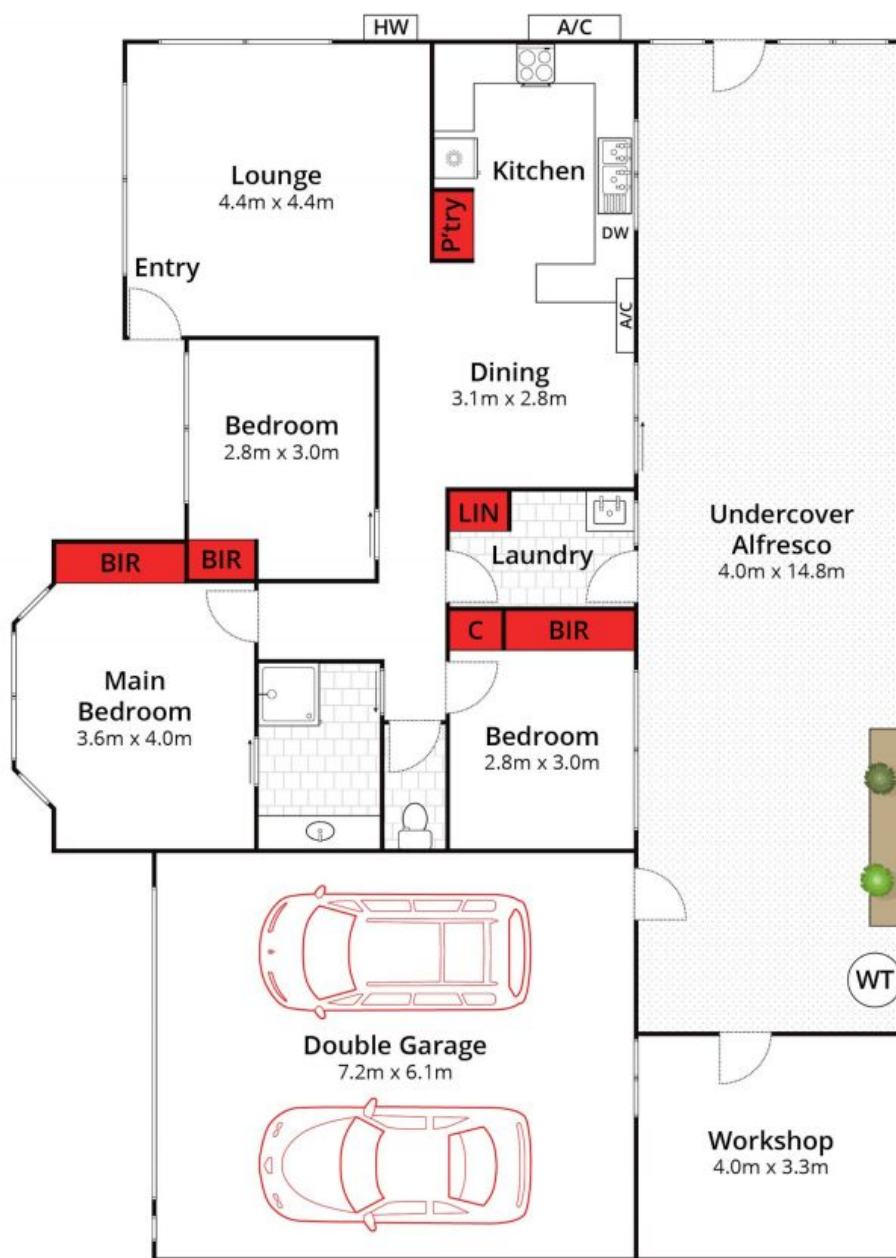 HW
A/C
Lounge
4.4m x 4.4m
Kitchen
P'try
DW
Entry
A/C
Dining
3.1m x 2.8m
Bedroom
2.8m x 3.0m
LIN
Laundry
Undercover
Alfresco
4.0m x 14.8m
BIR
BIR
C
BIR
Main
Bedroom
3.6m x 4.0m
Bedroom
2.8m x 3.0m
WT
Double Garage
7.2m x 6.1m
Workshop
4.0m x 3.3m